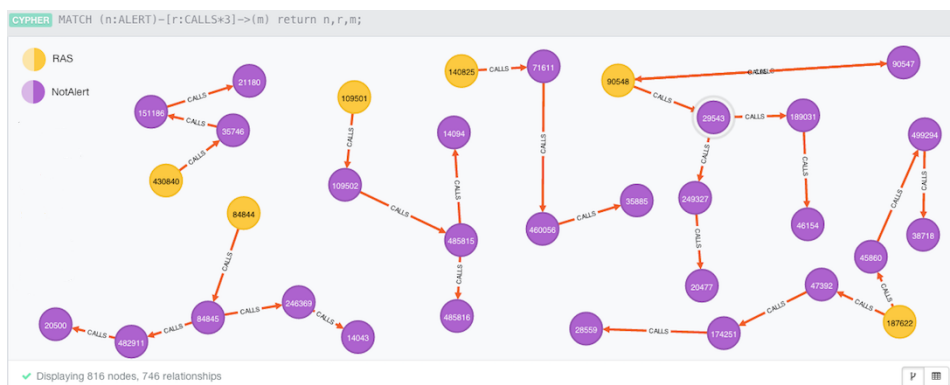 CYPHER MATCH (n:ALERT)-[r:CALLS*3]->(m) return n,r,m;
RAS
NotAlert
21180
CALLS
151186
CALLS
35746
CALLS
430840
109501
CALLS
109502
CALLS
14094
CALLS
485815
CALLS
485816
140825
CALLS
71611
CALLS
460056
CALLS
35885
90548
CALLS
90547
CALLS
29543
CALLS
189031
CALLS
46154
CALLS
249327
CALLS
20477
499294
CALLS
38718
CALLS
45860
CALLS
187622
CALLS
47392
CALLS
174251
CALLS
28559
84844
CALLS
84845
CALLS
246369
CALLS
14043
CALLS
482911
CALLS
20500
Displaying 816 nodes, 746 relationships